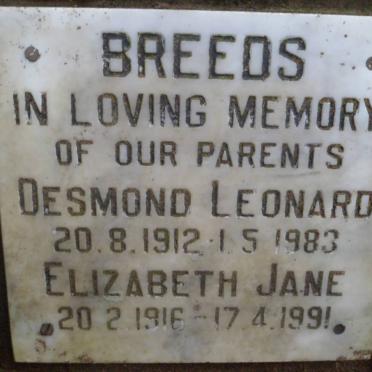 BREEDS
IN LOVING MEMORY
OF OUR PARENTS
DESMOND LEONARD
20.8.1912-1.5.1983
ELIZABETH JANE
20.2.1916-17.4.1991